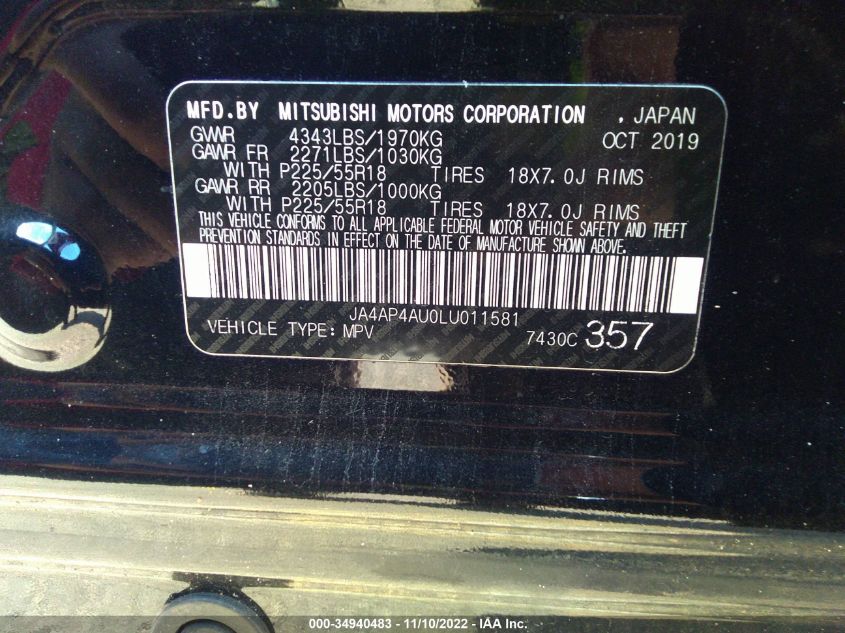 MFD.BY MITSUBISHI MOTORS CORPORATION , JAPAN
GVWR 4343LBS/1970KG OCT 2019
GAWR FR 2271LBS/1030KG
WITH P225/55R18 TIRES 18X7.0J RIMS
GAWR RR 2205LBS/1000KG
WITH P225/55R18 TIRES 18X7.0J RIMS
THIS VEHICLE CONFORMS TO ALL APPLICABLE FEDERAL MOTOR VEHICLE SAFETY AND THEFT
PREVENTION STANDARDS IN EFFECT ON THE DATE OF MANUFACTURE SHOWN ABOVE.
JA4AP4AU0LU011581
VEHICLE TYPE: MPV 7430C 357
000-34940483 - 11/10/2022 - IAA Inc.